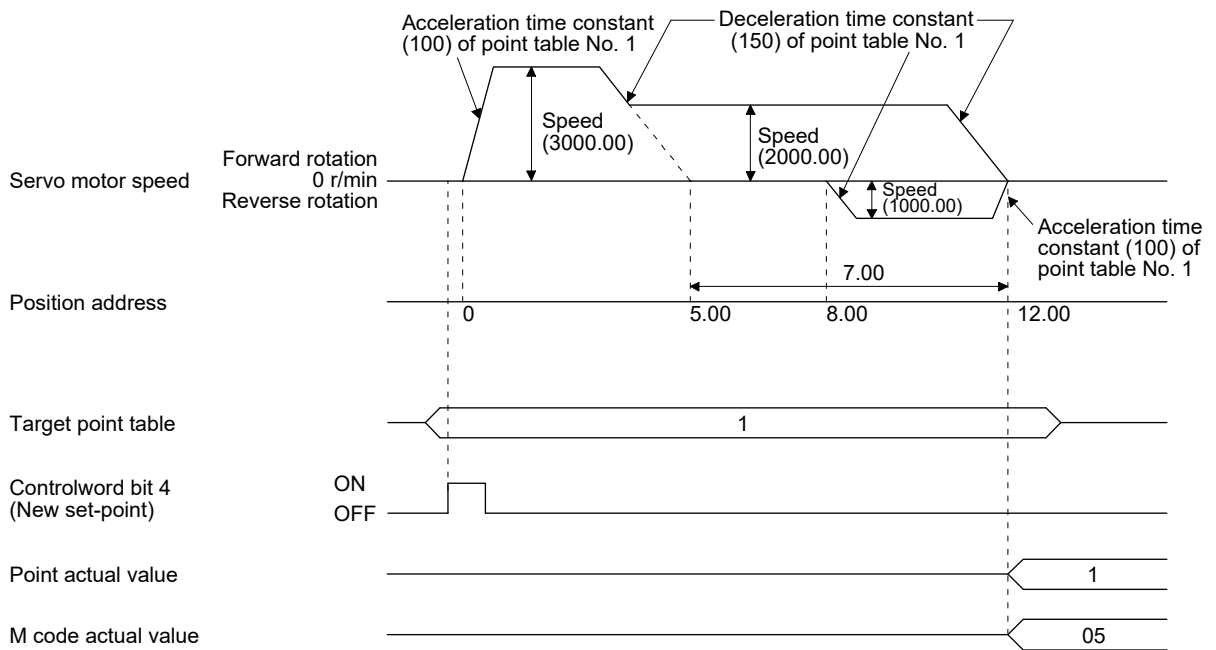 Acceleration time constant
(100) of point table No. 1
Deceleration time constant
(150) of point table No. 1
Speed
(3000.00)
Speed
(2000.00)
Forward rotation
0 r/min
Reverse rotation
Servo motor speed
Speed
(1000.00)
Acceleration time
constant (100) of
point table No. 1
7.00
Position address
0
5.00
8.00
12.00
Target point table
1
Controlword bit 4
(New set-point)
ON
OFF
Point actual value
1
M code actual value
05